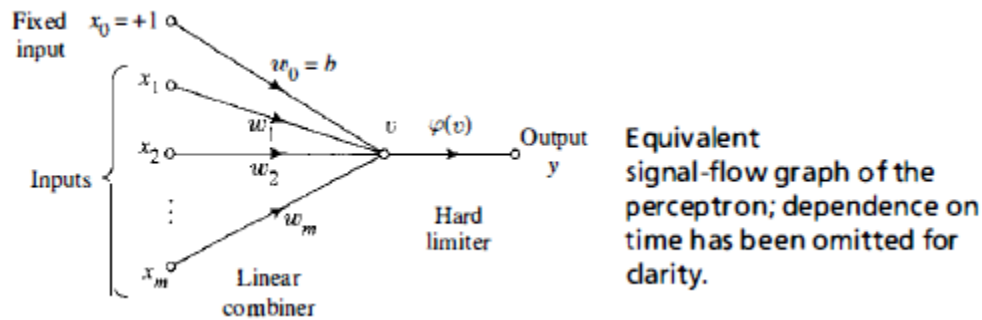 Fixed input
x₀ = +1
w₀ = b
x₁
w₁
x₂
w₂
Inputs
⋮
xₘ
wₘ
υ
φ(υ)
Output
y
Linear
combiner
Hard
limiter
Equivalent
signal-flow graph of the
perceptron; dependence on
time has been omitted for
clarity.